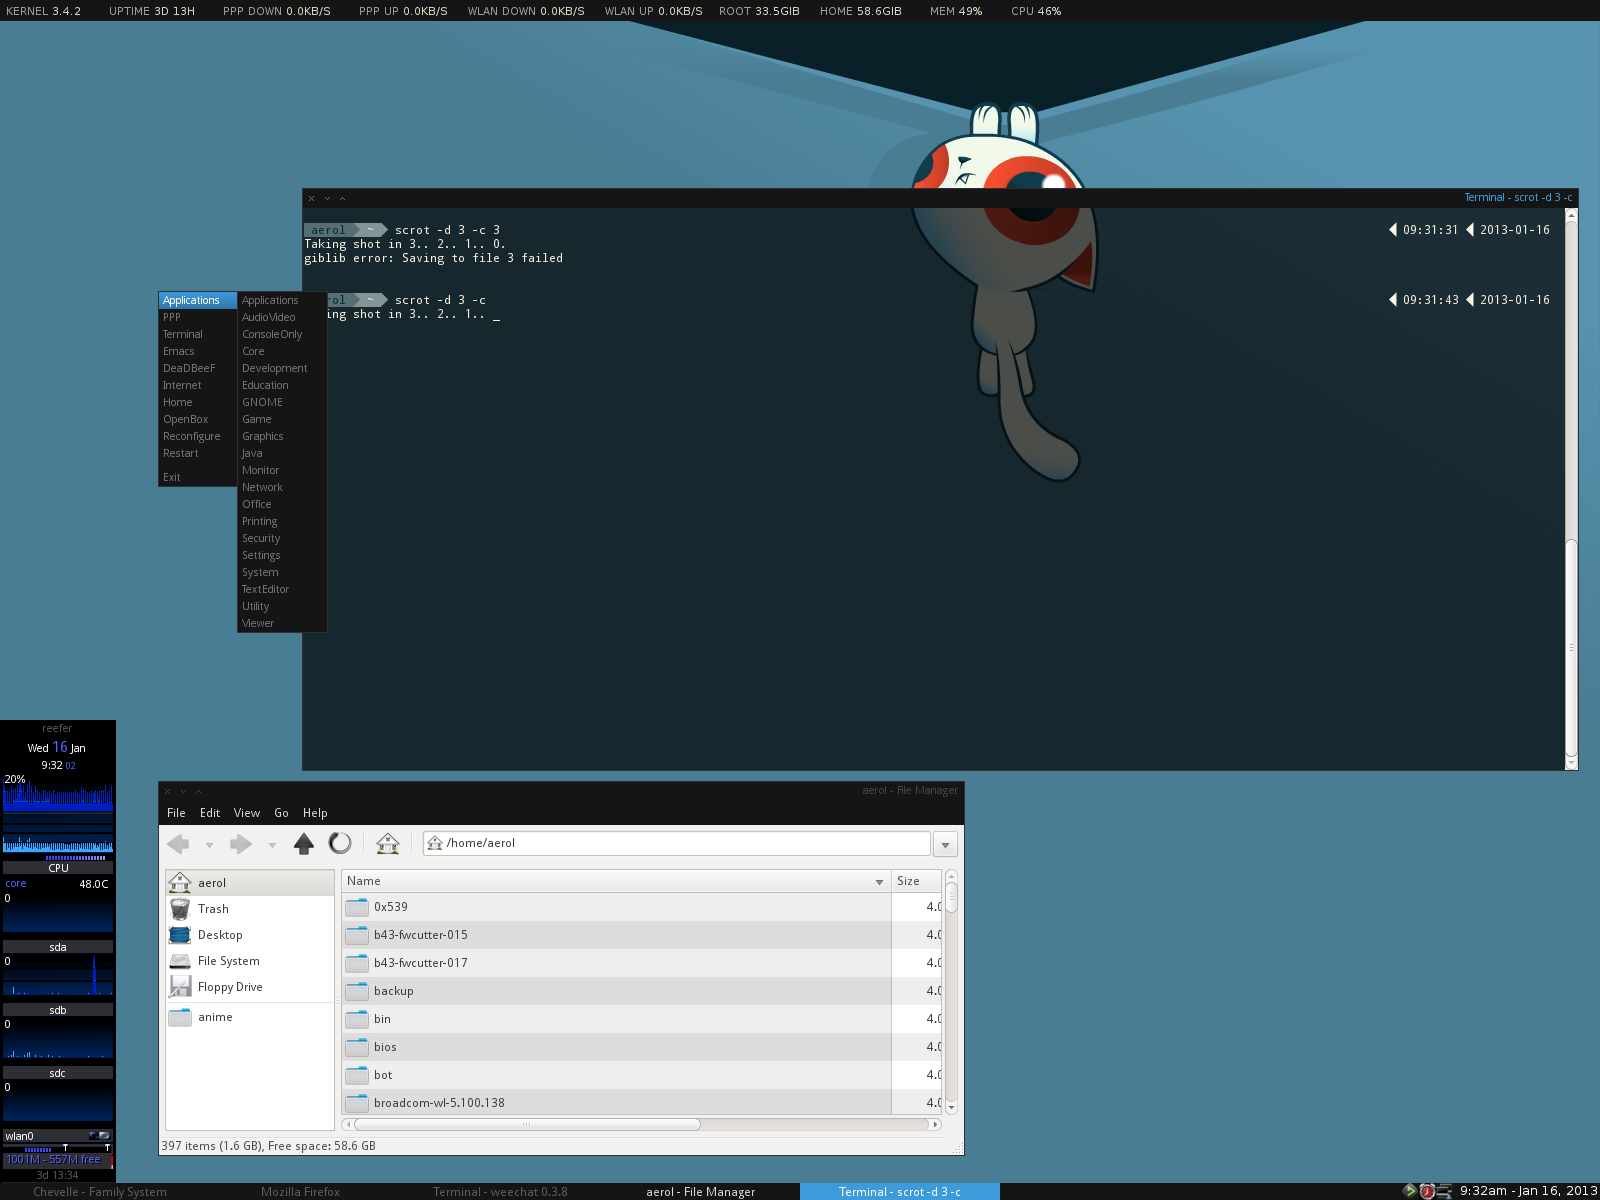 KERNEL 3.4.2 UPTIME 3D 13H PPP DOWN 0.0KB/S PPP UP 0.0KB/S WLAN DOWN 0.0KB/S WLAN UP 0.0KB/S ROOT 33.5GIB HOME 58.6GIB MEM 49% CPU 46%
Terminal - scrot -d 3 -c
aerol ~ scrot -d 3 -c 3 09:31:31 2013-01-16
Taking shot in 3.. 2.. 1.. 0.
giblib error: Saving to file 3 failed
rol ~ scrot -d 3 -c 09:31:43 2013-01-16
ing shot in 3.. 2.. 1.. _
Applications
PPP
Terminal
Emacs
DeaDBeeF
Internet
Home
OpenBox
Reconfigure
Restart
Exit
Applications
AudioVideo
ConsoleOnly
Core
Development
Education
GNOME
Game
Graphics
Java
Monitor
Network
Office
Printing
Security
Settings
System
TextEditor
Utility
Viewer
reefer
Wed 16 Jan
9:32 02
20%
CPU
core 48.0C
0
sda
0
sdb
0
sdc
0
wlan0
1001M - 557M free
3d 13:34
aerol - File Manager
File Edit View Go Help
/home/aerol
aerol
Trash
Desktop
File System
Floppy Drive
anime
Name Size
0x539 4.0
b43-fwcutter-015 4.0
b43-fwcutter-017 4.0
backup 4.0
bin 4.0
bios 4.0
bot 4.0
broadcom-wl-5.100.138 4.0
397 items (1.6 GB), Free space: 58.6 GB
Chevelle - Family System Mozilla Firefox Terminal - weechat 0.3.8 aerol - File Manager Terminal - scrot -d 3 -c 9:32am - Jan 16, 2013